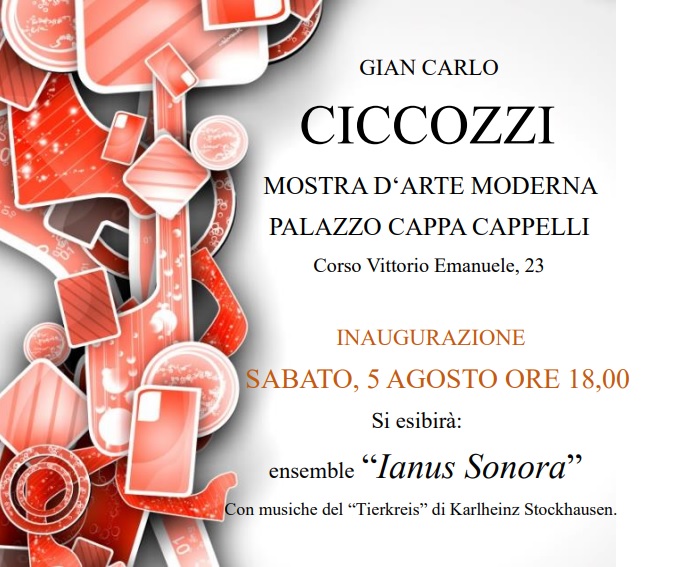 GIAN CARLO
CICCOZZI
MOSTRA D‘ARTE MODERNA
PALAZZO CAPPA CAPPELLI
Corso Vittorio Emanuele, 23
INAUGURAZIONE
SABATO, 5 AGOSTO ORE 18,00
Si esibirà:
ensemble “Ianus Sonora”
Con musiche del “Tierkreis” di Karlheinz Stockhausen.